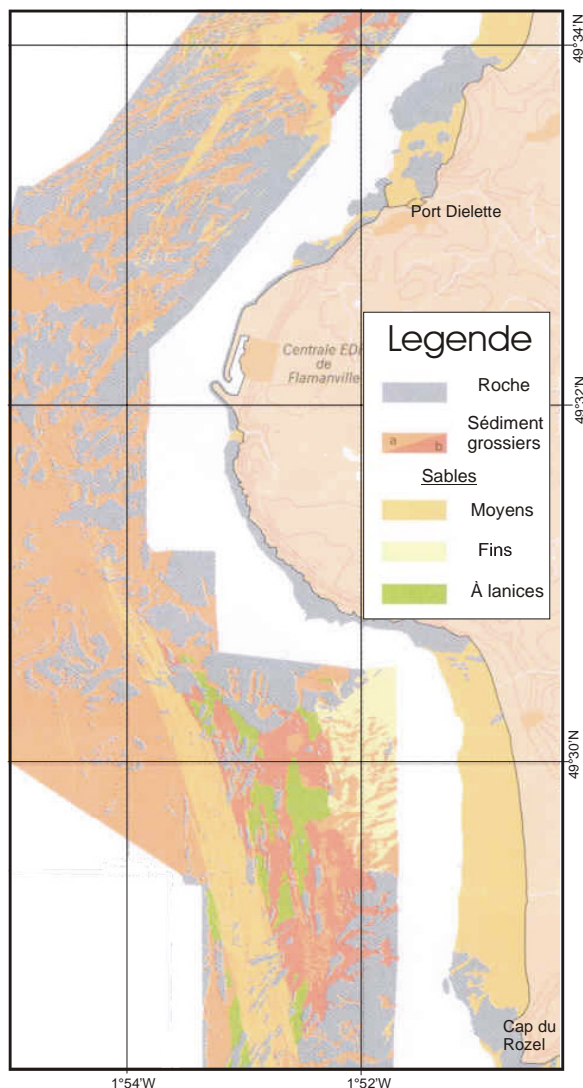 49°34'N
Port Dielette
Centrale EDF
de
Flamanville
Legende
Roche
a
b
Sédiment
grossiers
Sables
Moyens
Fins
À lanices
49°32'N
49°30'N
Cap du
Rozel
1°54'W
1°52'W